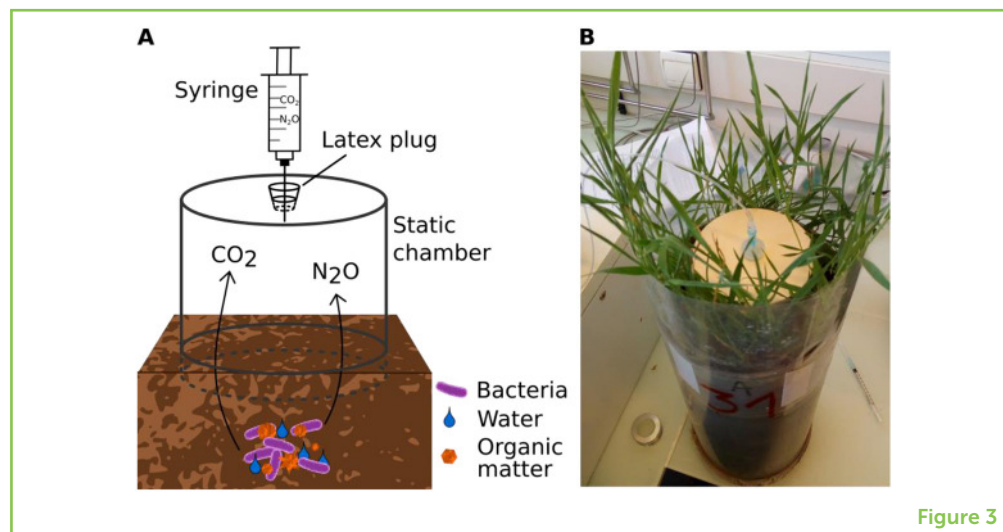 A
Syringe
CO2
N2O
Latex plug
Static
chamber
CO2
N2O
Bacteria
Water
Organic
matter
B
A
31
Figure 3